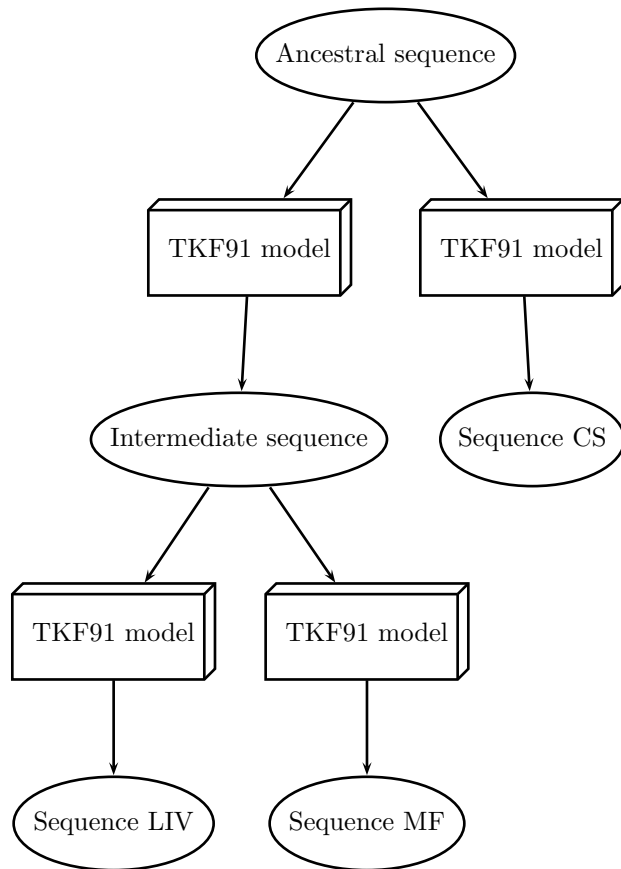 Ancestral sequence
TKF91 model
TKF91 model
Intermediate sequence
Sequence CS
TKF91 model
TKF91 model
Sequence LIV
Sequence MF